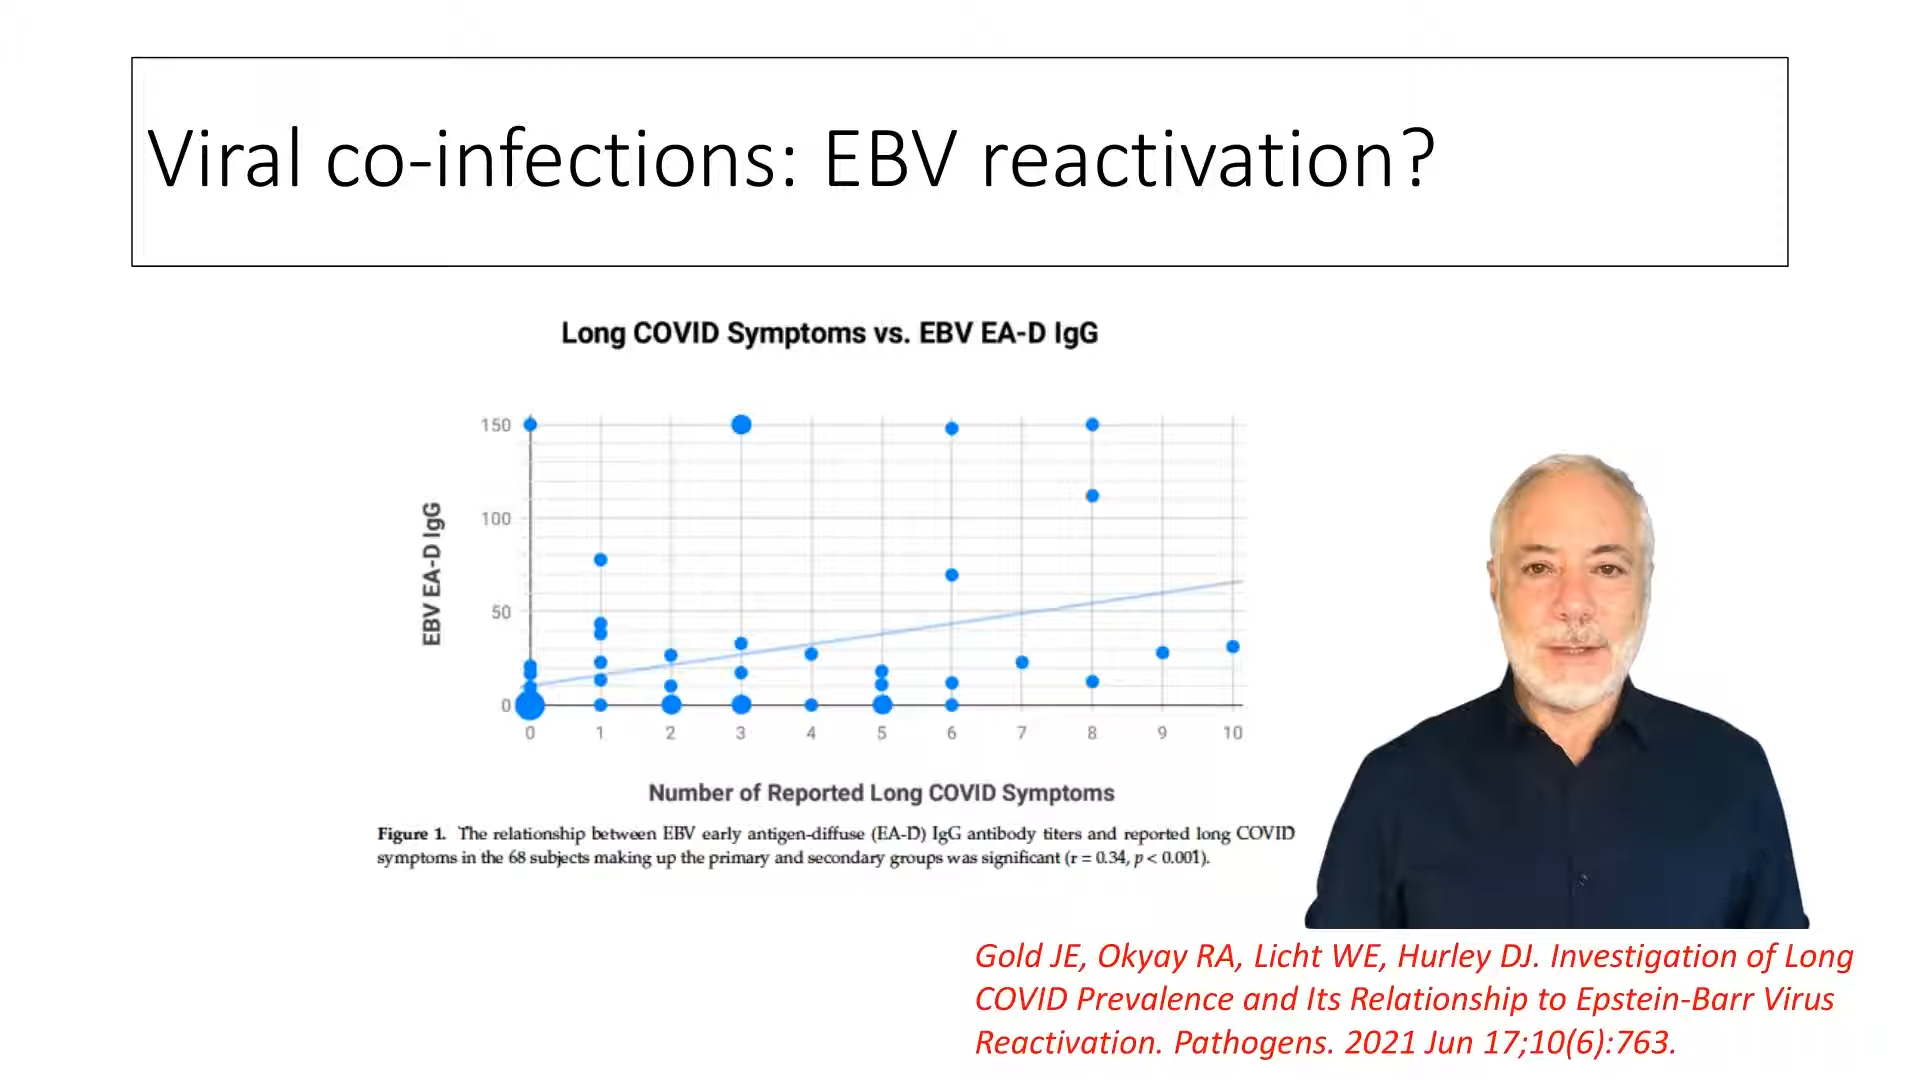 Viral co-infections: EBV reactivation?
Long COVID Symptoms vs. EBV EA-D IgG
EBV EA-D IgG
150
100
50
0
0 1 2 3 4 5 6 7 8 9 10
Number of Reported Long COVID Symptoms
Figure 1. The relationship between EBV early antigen-diffuse (EA-D) IgG antibody titers and reported long COVID
symptoms in the 68 subjects making up the primary and secondary groups was significant (r = 0.34, p < 0.001).
Gold JE, Okyay RA, Licht WE, Hurley DJ. Investigation of Long
COVID Prevalence and Its Relationship to Epstein-Barr Virus
Reactivation. Pathogens. 2021 Jun 17;10(6):763.